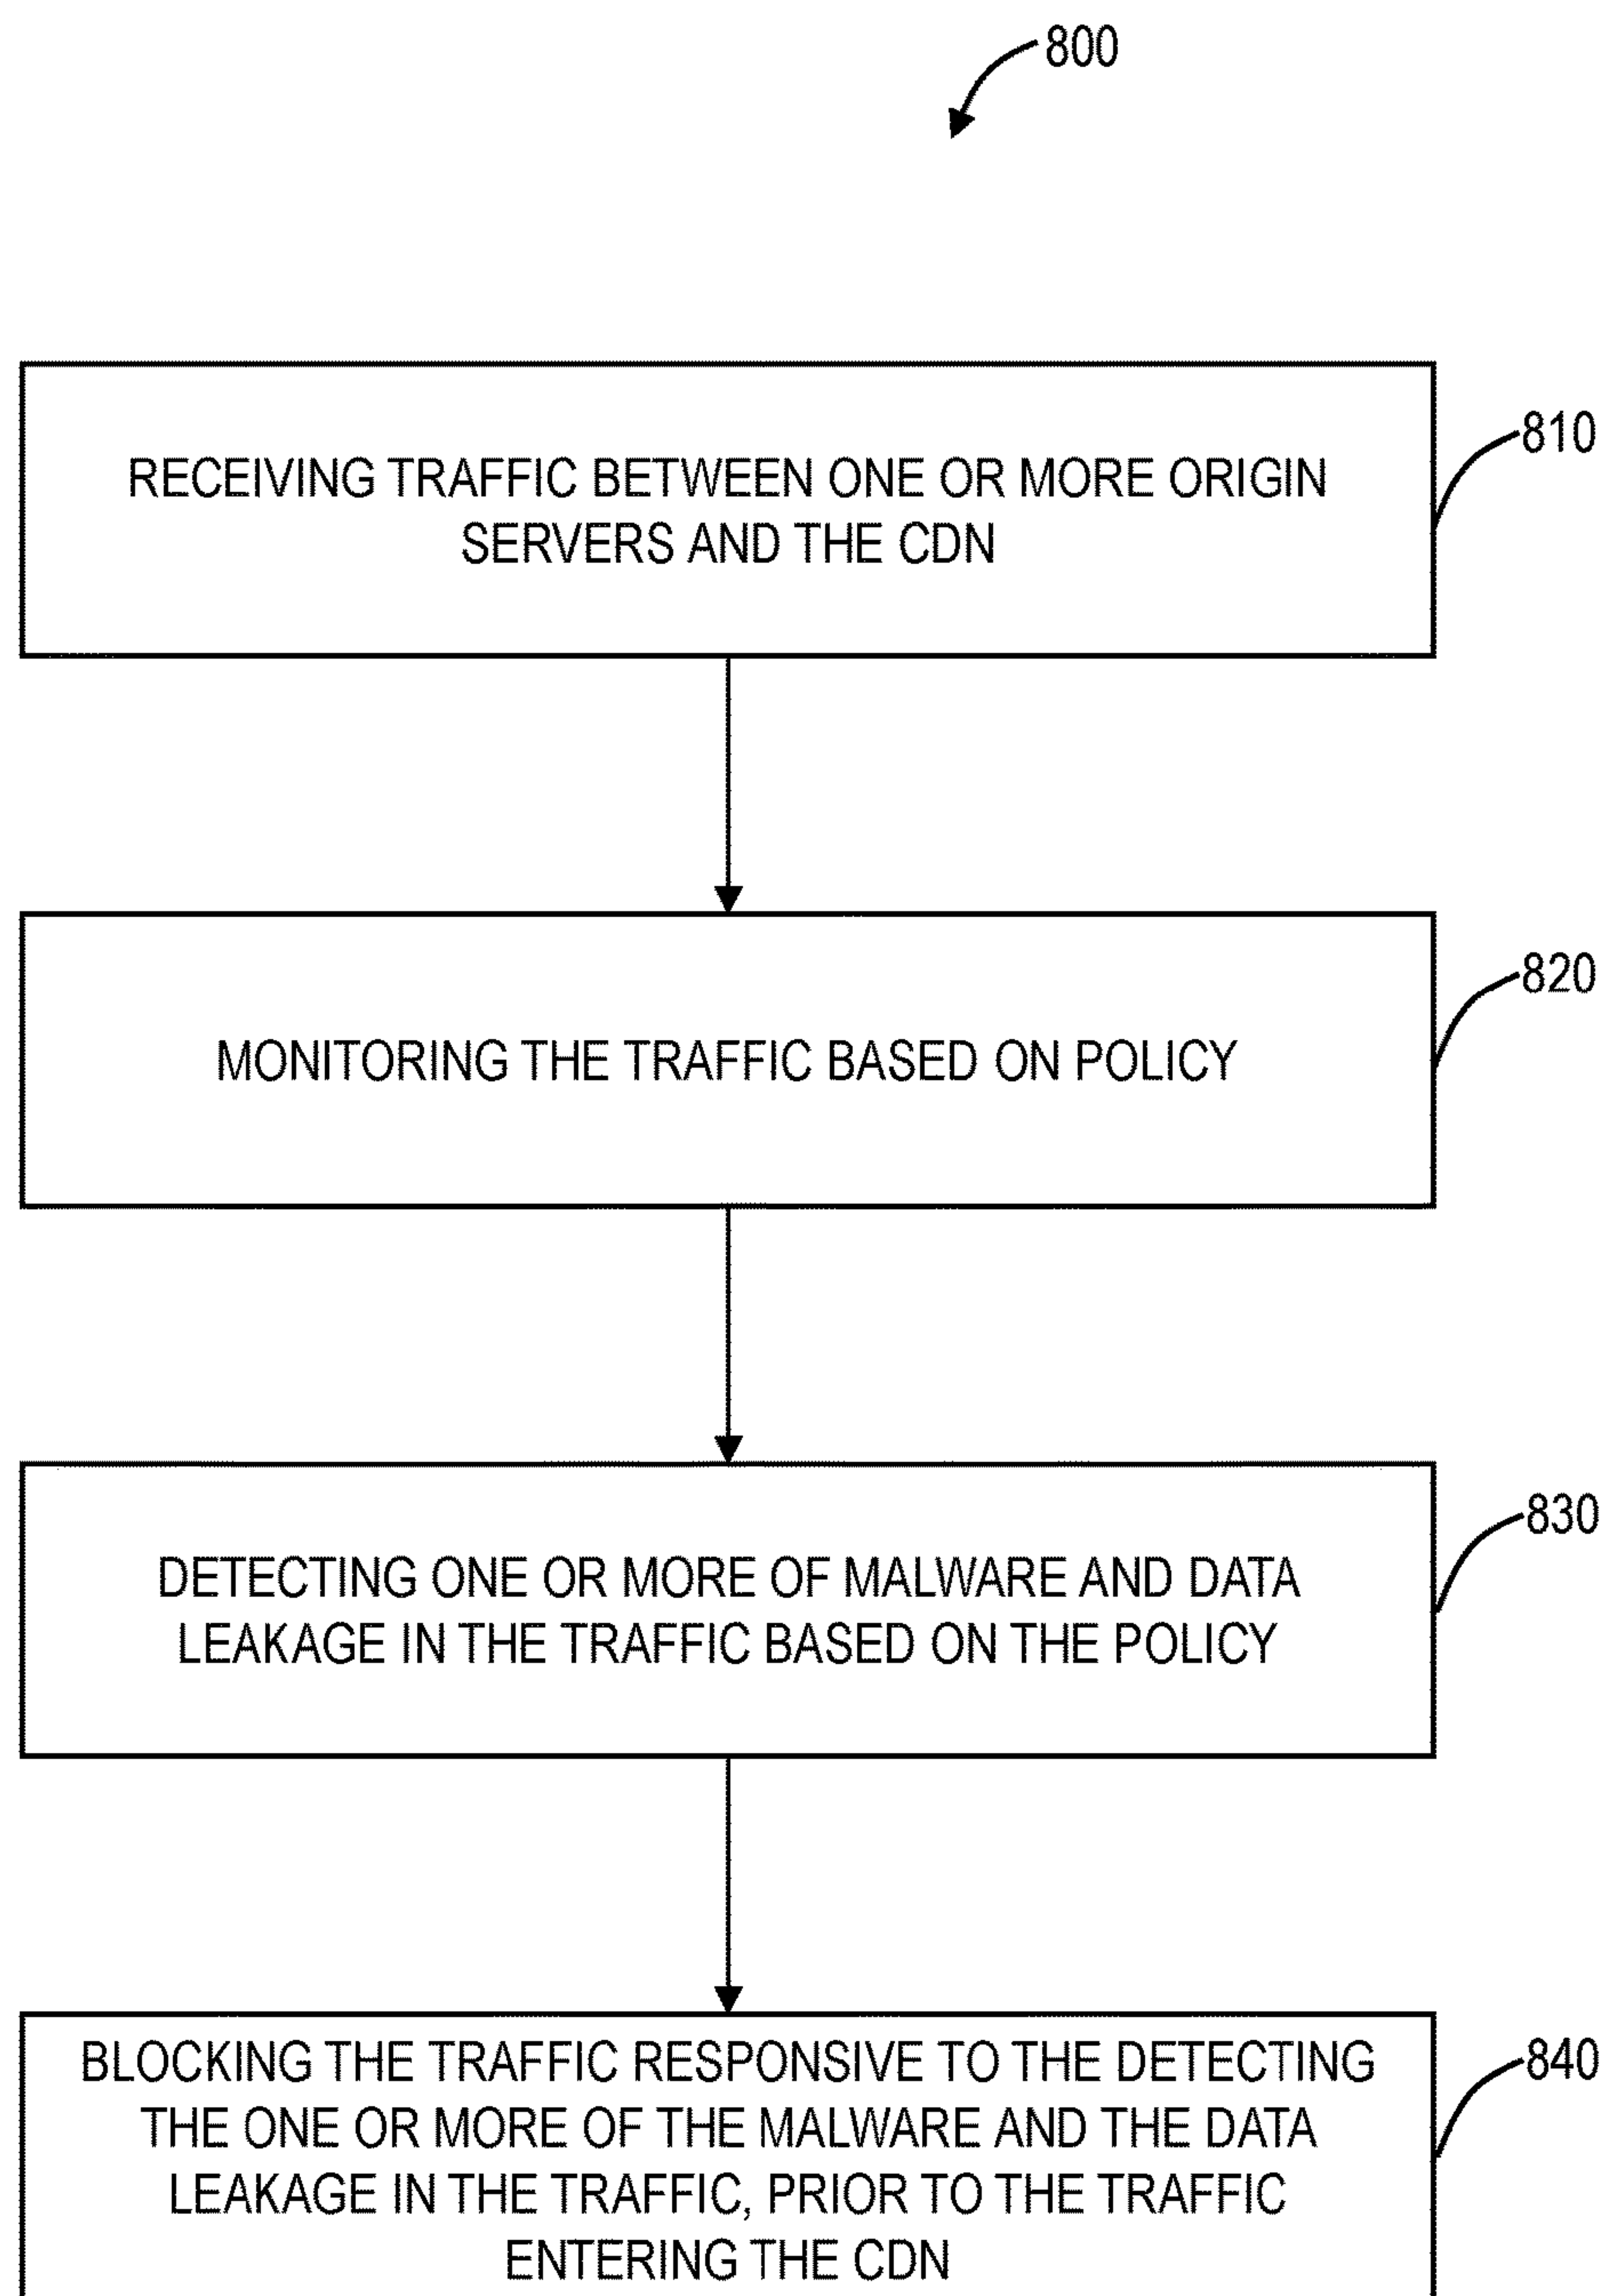 800
RECEIVING TRAFFIC BETWEEN ONE OR MORE ORIGIN
SERVERS AND THE CDN
810
MONITORING THE TRAFFIC BASED ON POLICY
820
DETECTING ONE OR MORE OF MALWARE AND DATA
LEAKAGE IN THE TRAFFIC BASED ON THE POLICY
830
BLOCKING THE TRAFFIC RESPONSIVE TO THE DETECTING
THE ONE OR MORE OF THE MALWARE AND THE DATA
LEAKAGE IN THE TRAFFIC, PRIOR TO THE TRAFFIC
ENTERING THE CDN
840